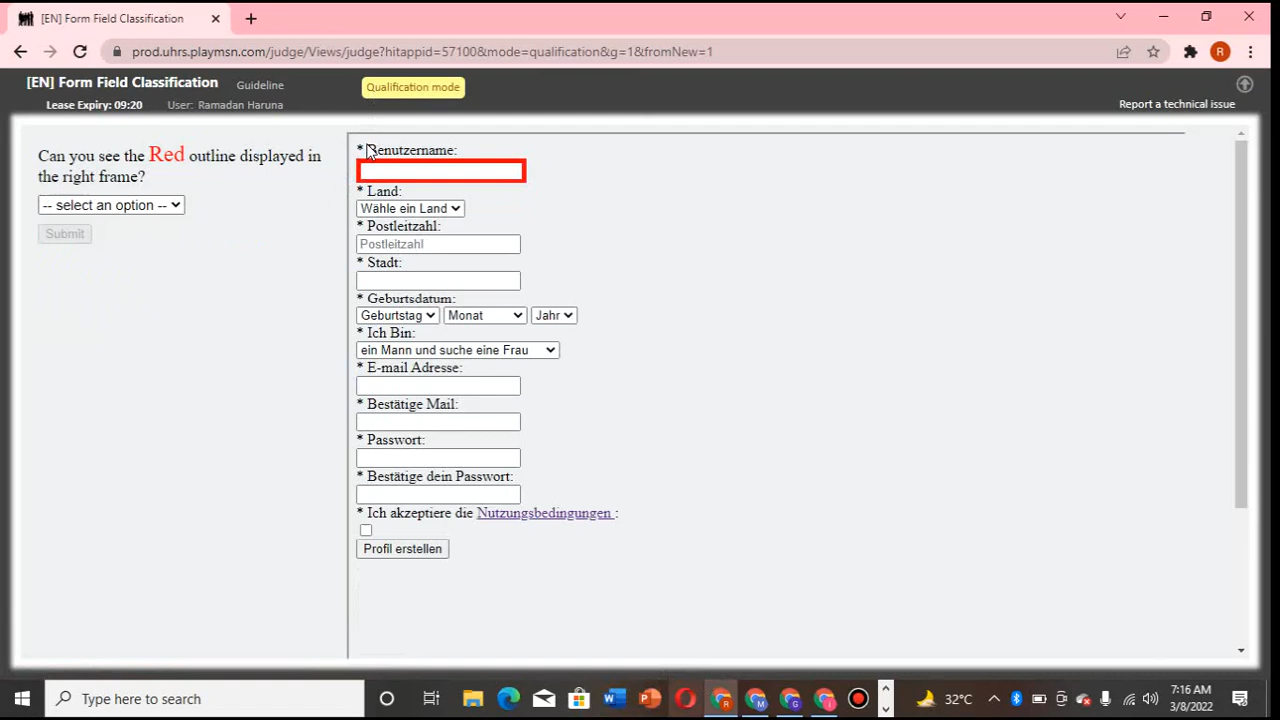 [EN] Form Field Classification
prod.uhrs.playmsn.com/judge/Views/judge?hitappid=57100&mode=qualification&g=1&fromNew=1
R
[EN] Form Field Classification Guideline Qualification mode
Lease Expiry: 09:20 User: Ramadan Haruna Report a technical issue
Can you see the Red outline displayed in
the right frame?
-- select an option --
Submit
* Benutzername:
* Land:
Wähle ein Land
* Postleitzahl:
Postleitzahl
* Stadt:
* Geburtsdatum:
Geburtstag Monat Jahr
* Ich Bin:
ein Mann und suche eine Frau
* E-mail Adresse:
* Bestätige Mail:
* Passwort:
* Bestätige dein Passwort:
* Ich akzeptiere die Nutzungsbedingungen :
Profil erstellen
Type here to search
32°C
7:16 AM
3/8/2022